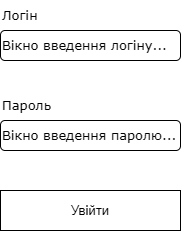 Логін
Вікно введення логіну...
Пароль
Вікно введення паролю...
Увійти